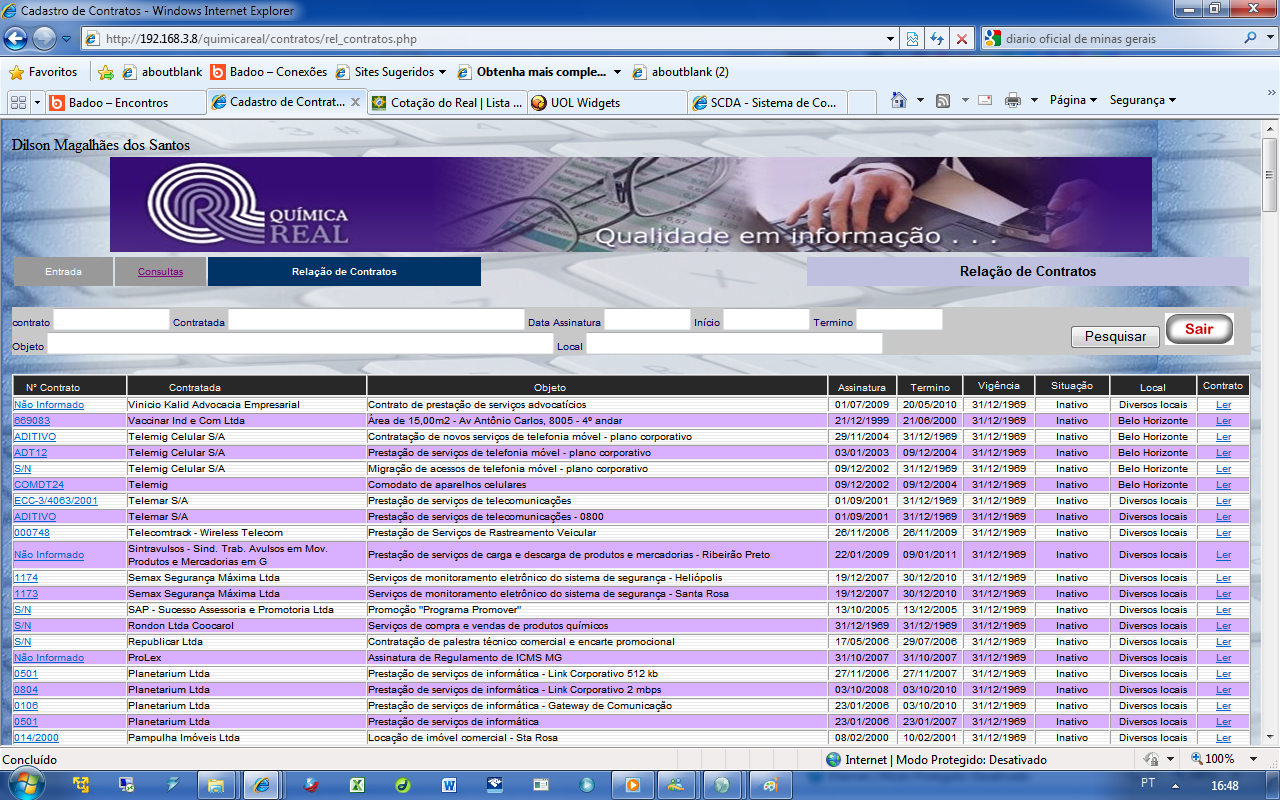 Cadastro de Contratos - Windows Internet Explorer
http://192.168.3.8/quimicareal/contratos/rel_contratos.php
diario oficial de minas gerais
Favoritos aboutblank Badoo – Conexões Sites Sugeridos Obtenha mais comple... aboutblank (2)
Badoo – Encontros Cadastro de Contrat... Cotação do Real | Lista ... UOL Widgets SCDA - Sistema de Co... Página Segurança
Dilson Magalhães dos Santos
QUÍMICA REAL
Qualidade em informação . . .
Entrada Consultas Relação de Contratos Relação de Contratos
contrato Contratada Data Assinatura Início Termino
Objeto Local Pesquisar Sair
N° Contrato Contratada Objeto Assinatura Termino Vigência Situação Local Contrato
Não Informado Vinicio Kalid Advocacia Empresarial Contrato de prestação de serviços advocatícios 01/07/2009 20/05/2010 31/12/1969 Inativo Diversos locais Ler
669083 Vaccinar Ind e Com Ltda Área de 15,00m2 - Av Antônio Carlos, 8005 - 4º andar 21/12/1999 21/06/2000 31/12/1969 Inativo Belo Horizonte Ler
ADITIVO Telemig Celular S/A Contratação de novos serviços de telefonia móvel - plano corporativo 29/11/2004 31/12/1969 31/12/1969 Inativo Belo Horizonte Ler
ADT12 Telemig Celular S/A Prestação de serviços de telefonia móvel - plano corporativo 03/01/2003 09/12/2004 31/12/1969 Inativo Belo Horizonte Ler
S/N Telemig Celular S/A Migração de acessos de telefonia móvel - plano corporativo 09/12/2002 31/12/1969 31/12/1969 Inativo Belo Horizonte Ler
COMDT24 Telemig Comodato de aparelhos celulares 09/12/2002 09/12/2004 31/12/1969 Inativo Belo Horizonte Ler
ECC-3/4063/2001 Telemar S/A Prestação de serviços de telecomunicações 01/09/2001 31/12/1969 31/12/1969 Inativo Diversos locais Ler
ADITIVO Telemar S/A Prestação de serviços de telecomunicações - 0800 01/09/2001 31/12/1969 31/12/1969 Inativo Diversos locais Ler
000748 Telecomtrack - Wireless Telecom Prestação de Serviços de Rastreamento Veicular 26/11/2006 26/11/2009 31/12/1969 Inativo Diversos locais Ler
Não Informado Sintravulsos - Sind. Trab. Avulsos em Mov. Produtos e Mercadorias em G Prestação de serviços de carga e descarga de produtos e mercadorias - Ribeirão Preto 22/01/2009 09/01/2011 31/12/1969 Inativo Diversos locais Ler
1174 Semax Segurança Máxima Ltda Serviços de monitoramento eletrônico do sistema de segurança - Heliópolis 19/12/2007 30/12/2010 31/12/1969 Inativo Diversos locais Ler
1173 Semax Segurança Máxima Ltda Serviços de monitoramento eletrônico do sistema de segurança - Santa Rosa 19/12/2007 30/12/2010 31/12/1969 Inativo Diversos locais Ler
S/N SAP - Sucesso Assessoria e Promotoria Ltda Promoção "Programa Promover" 13/10/2005 13/12/2005 31/12/1969 Inativo Diversos locais Ler
S/N Rondon Ltda Coocarol Serviços de compra e vendas de produtos químicos 31/12/1969 31/12/1969 31/12/1969 Inativo Diversos locais Ler
S/N Republicar Ltda Contratação de palestra técnico comercial e encarte promocional 17/05/2006 29/07/2006 31/12/1969 Inativo Diversos locais Ler
Não Informado ProLex Assinatura de Regulamento de ICMS MG 31/10/2007 31/10/2007 31/12/1969 Inativo Diversos locais Ler
0501 Planetarium Ltda Prestação de serviços de informática - Link Corporativo 512 kb 27/11/2006 27/11/2007 31/12/1969 Inativo Diversos locais Ler
0804 Planetarium Ltda Prestação de serviços de informática - Link Corporativo 2 mbps 03/10/2008 03/10/2010 31/12/1969 Inativo Diversos locais Ler
0106 Planetarium Ltda Prestação de serviços de informática - Gateway de Comunicação 23/01/2006 03/10/2010 31/12/1969 Inativo Diversos locais Ler
0501 Planetarium Ltda Prestação de serviços de informática 23/01/2006 23/01/2007 31/12/1969 Inativo Diversos locais Ler
014/2000 Pampulha Imóveis Ltda Locação de imóvel comercial - Sta Rosa 08/02/2000 10/02/2001 31/12/1969 Inativo Diversos locais Ler
Concluído Internet | Modo Protegido: Desativado 100%
PT 16:48